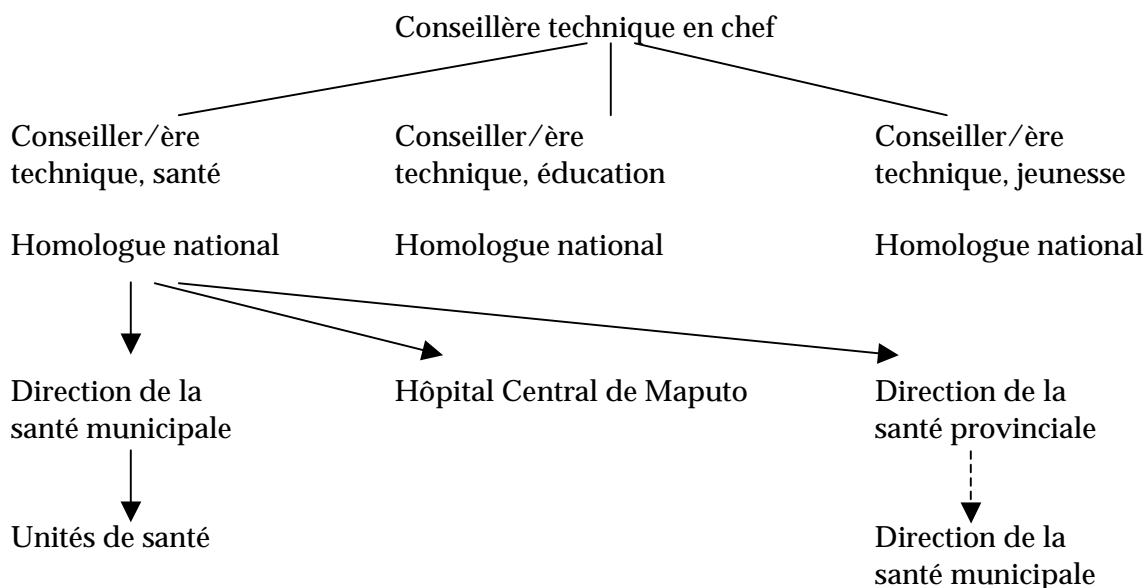 Conseillère technique en chef
Conseiller/ère
technique, santé
Conseiller/ère
technique, éducation
Conseiller/ère
technique, jeunesse
Homologue national
Homologue national
Homologue national
Direction de la
santé municipale
Hôpital Central de Maputo
Direction de la
santé provinciale
Unités de santé
Direction de la
santé municipale